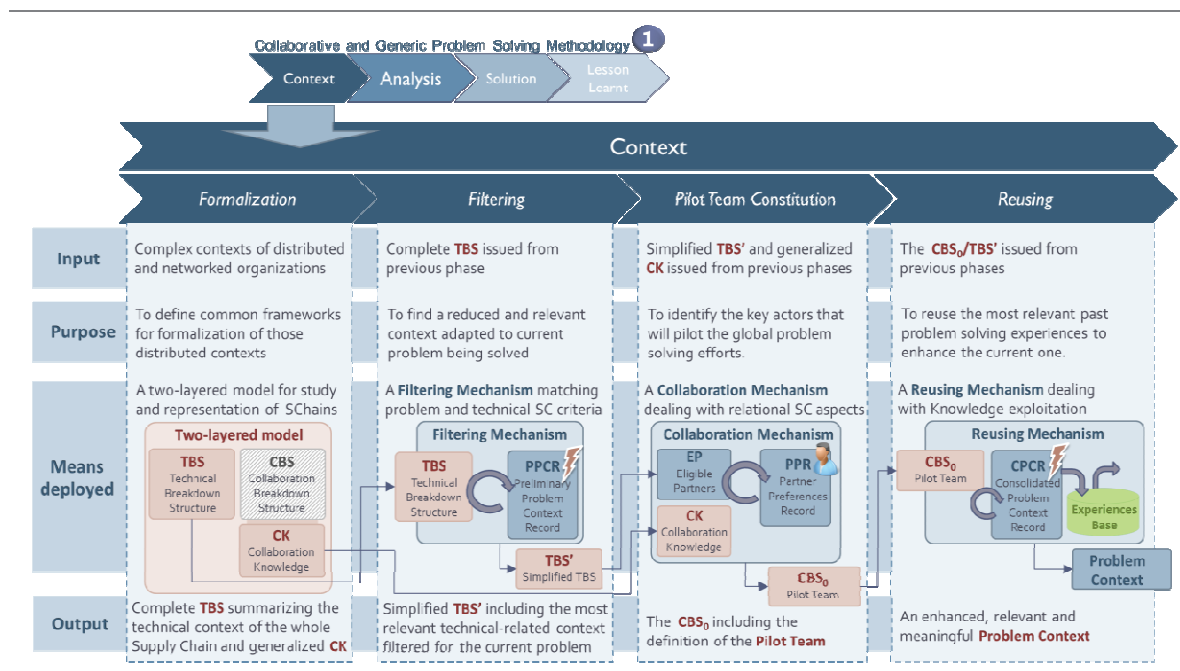 Collaborative and Generic Problem Solving Methodology
1
Context
Analysis
Solution
Lesson
Learnt
Context
Formalization
Filtering
Pilot Team Constitution
Reusing
Input
Complex contexts of distributed
and networked organizations
Complete TBS issued from
previous phase
Simplified TBS' and generalized
CK issued from previous phases
The CBS₀/TBS' issued from
previous phases
Purpose
To define common frameworks
for formalization of those
distributed contexts
To find a reduced and relevant
context adapted to current
problem being solved
To identify the key actors that
will pilot the global problem
solving efforts.
To reuse the most relevant past
problem solving experiences to
enhance the current one.
Means
deployed
A two-layered model for study
and representation of SChains
Two-layered model
TBS
Technical
Breakdown
Structure
CBS
Collaboration
Breakdown
Structure
CK
Collaboration
Knowledge
A Filtering Mechanism matching
problem and technical SC criteria
Filtering Mechanism
TBS
Technical
Breakdown
Structure
PPCR
Preliminary
Problem
Context
Record
TBS'
Simplified TBS
A Collaboration Mechanism
dealing with relational SC aspects
Collaboration Mechanism
EP
Eligible
Partners
PPR
Partner
Preferences
Record
CK
Collaboration
Knowledge
CBS₀
Pilot Team
A Reusing Mechanism dealing
with Knowledge exploitation
Reusing Mechanism
CBS₀
Pilot Team
CPCR
Consolidated
Problem
Context
Record
Experiences
Base
Problem
Context
Output
Complete TBS summarizing the
technical context of the whole
Supply Chain and generalized CK
Simplified TBS' including the most
relevant technical-related context
filtered for the current problem
The CBS₀ including the
definition of the Pilot Team
An enhanced, relevant and
meaningful Problem Context